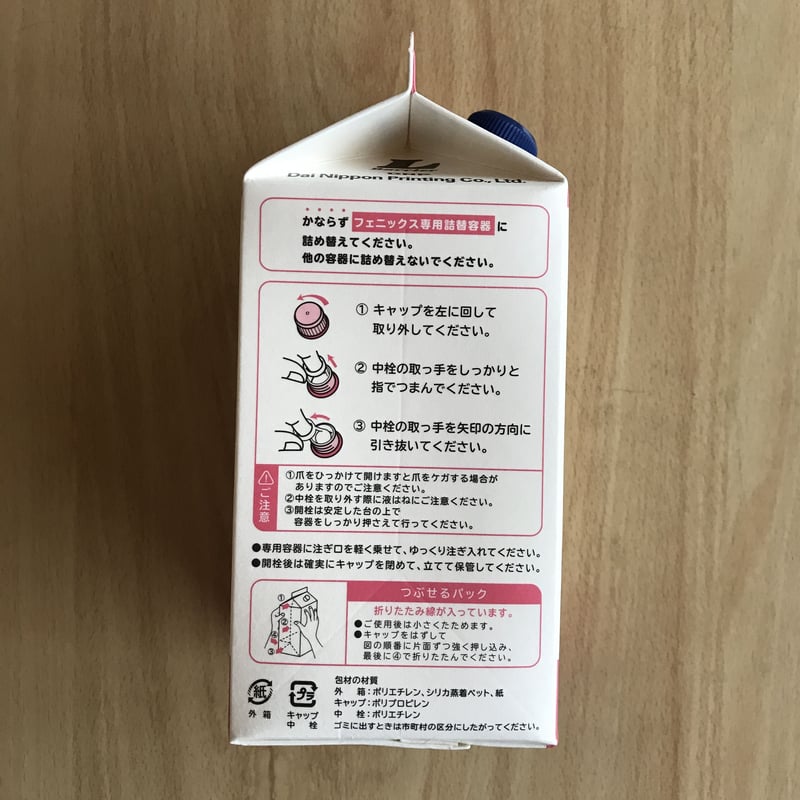 L
Dai Nippon Printing Co., Ltd.
かならずフェニックス専用詰替容器に
詰め替えてください。
他の容器に詰め替えないでください。
① キャップを左に回して
取り外してください。
② 中栓の取っ手をしっかりと
指でつまんでください。
③ 中栓の取っ手を矢印の方向に
引き抜いてください。
ご注意
①爪をひっかけて開けますと爪をケガする場合が
ありますのでご注意ください。
②中栓を取り外す際に液はねにご注意ください。
③開栓は安定した台の上で
容器をしっかり押さえて行ってください。
●専用容器に注ぎ口を軽く乗せて、ゆっくり注ぎ入れてください。
●開栓後は確実にキャップを閉めて、立てて保管してください。
つぶせるパック
折りたたみ線が入っています。
●ご使用後は小さくたためます。
●キャップをはずして
図の順番に片面ずつ強く押し込み、
最後に④で折りたたんでください。
①
②
④
③
紙
外 箱
プラ
キャップ
中 栓
包材の材質
外 箱：ポリエチレン、シリカ蒸着ペット、紙
キャップ：ポリプロピレン
中 栓：ポリエチレン
ゴミに出すときは市町村の区分にしたがってください。